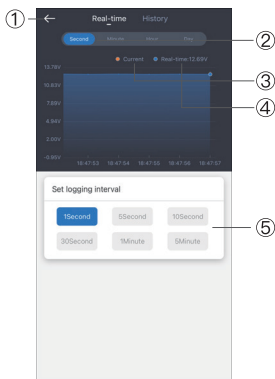 ① Real-time History
Second Minute Hour Day ②
Current Real-time:12.69V
13.78V
③
10.83V
④
7.89V
4.94V
2.00V
-0.95V
16:47:53 16:47:54 16:47:55 16:47:56 16:47:57
Set logging interval
1Second 5Second 10Second
⑤
30Second 1Minute 5Minute